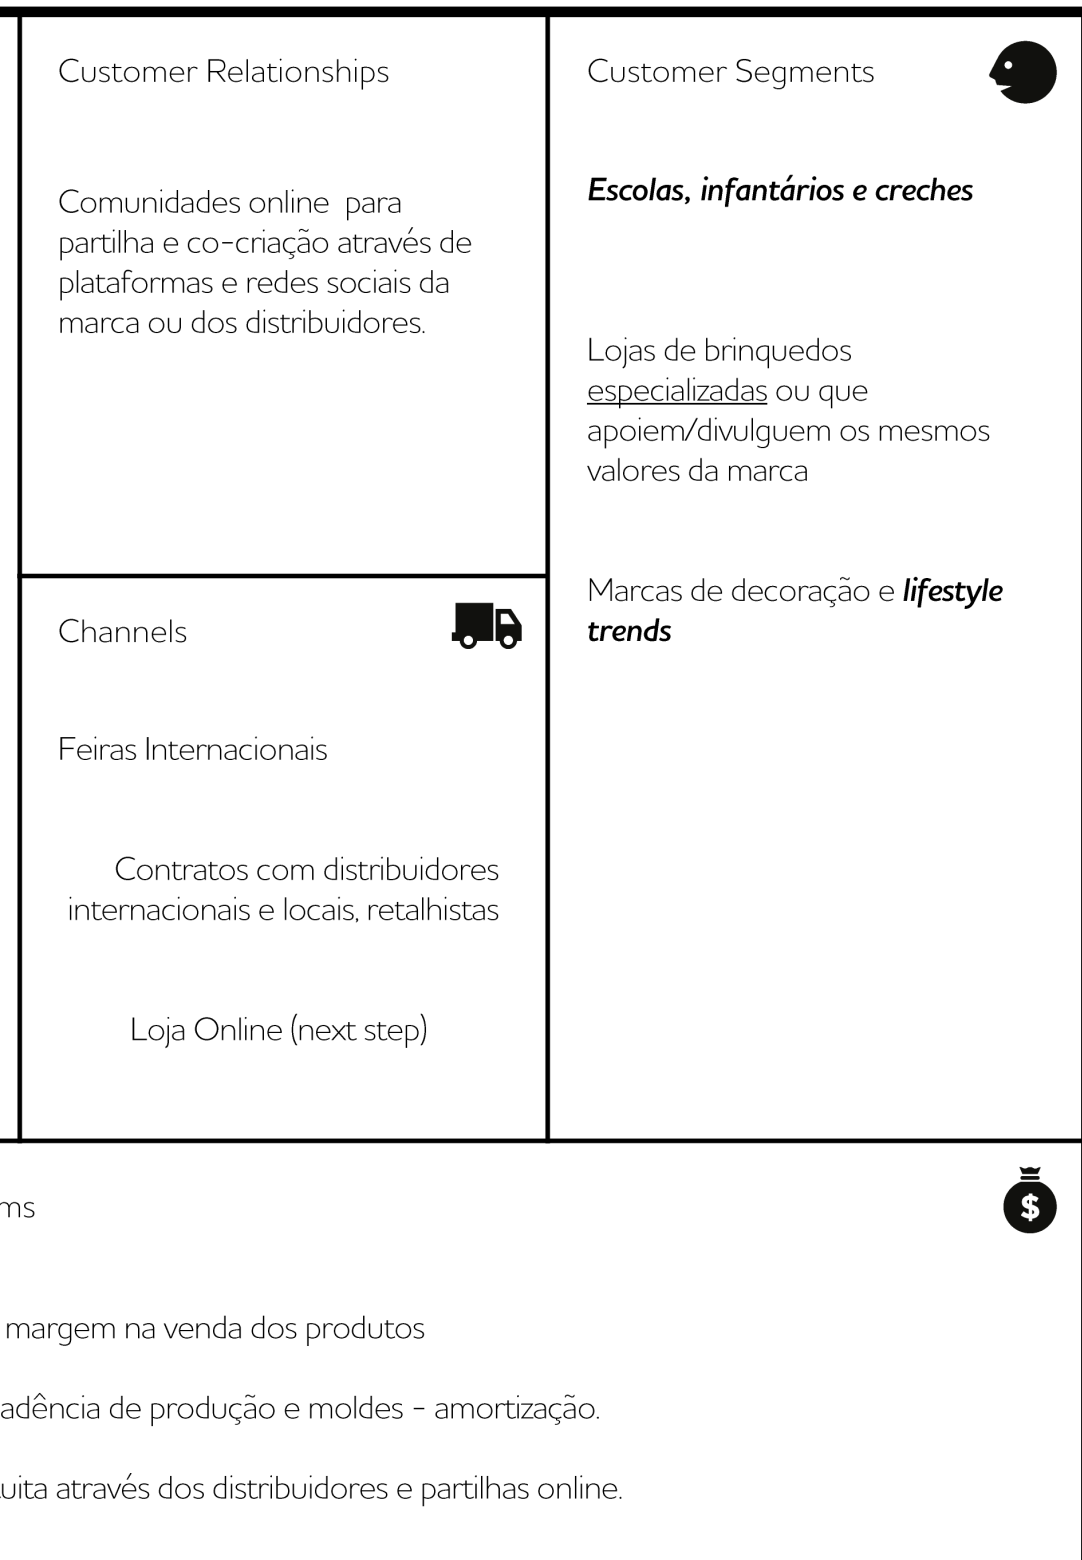 Customer Relationships
Comunidades online para
partilha e co-criação através de
plataformas e redes sociais da
marca ou dos distribuidores.
Channels
Feiras Internacionais
Contratos com distribuidores
internacionais e locais, retalhistas
Loja Online (next step)
Customer Segments
Escolas, infantários e creches
Lojas de brinquedos
especializadas ou que
apoiem/divulguem os mesmos
valores da marca
Marcas de decoração e lifestyle
trends
$
margem na venda dos produtos
de produção e moldes - amortização.
através dos distribuidores e partilhas online.